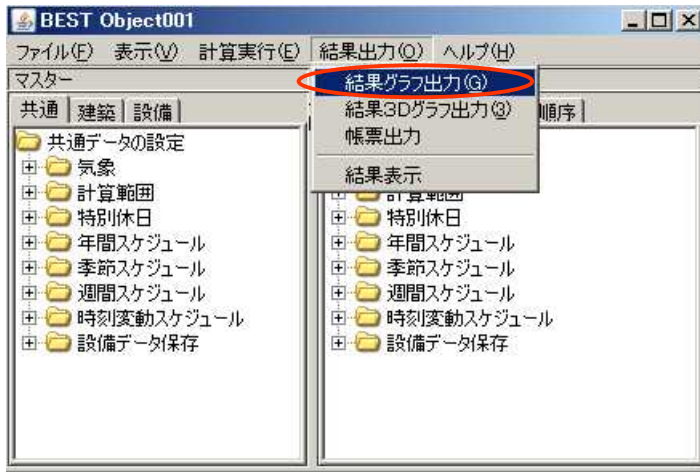 BEST Object001
ファイル(F) 表示(V) 計算実行(E) 結果出力(O) ヘルプ(H)
マスター
結果グラフ出力(G)
結果3Dグラフ出力(3)
帳票出力
結果表示
共通 建築 設備
順序
共通データの設定
気象
計算範囲
特別休日
年間スケジュール
季節スケジュール
週間スケジュール
時刻変動スケジュール
設備データ保存
計算範囲
特別休日
年間スケジュール
季節スケジュール
週間スケジュール
時刻変動スケジュール
設備データ保存